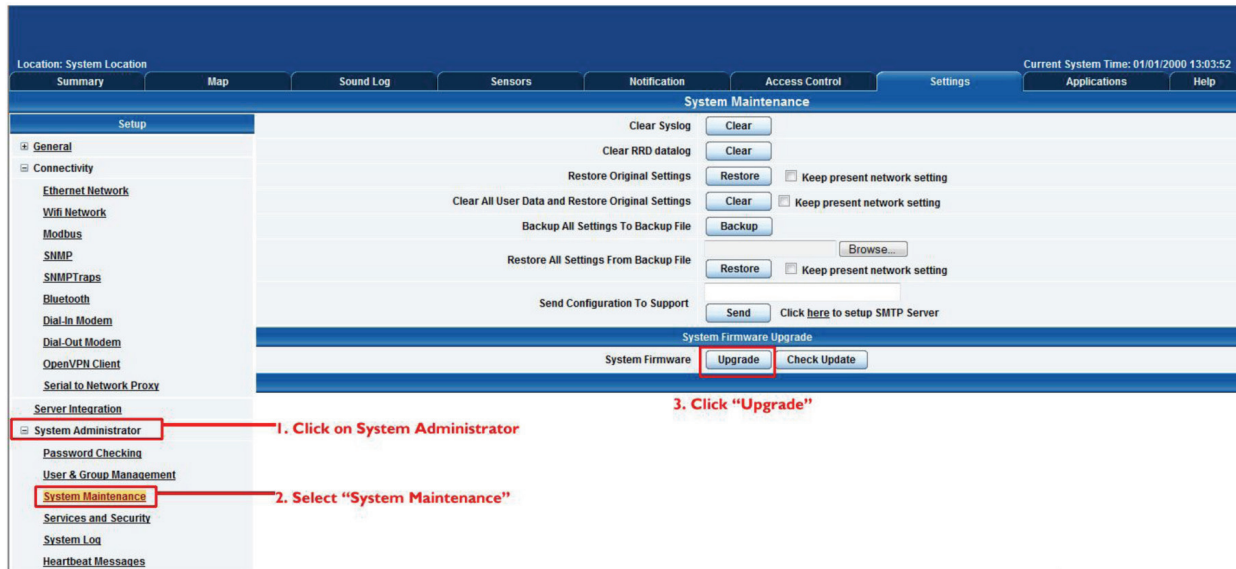 Location: System Location
Current System Time: 01/01/2000 13:03:52
Summary Map Sound Log Sensors Notification Access Control Settings Applications Help
System Maintenance
Setup
General
Connectivity
Ethernet Network
Wifi Network
Modbus
SNMP
SNMPTraps
Bluetooth
Dial-In Modem
Dial-Out Modem
OpenVPN Client
Serial to Network Proxy
Server Integration
System Administrator
Password Checking
User & Group Management
System Maintenance
Services and Security
System Log
Heartbeat Messages
Clear Syslog Clear
Clear RRD datalog Clear
Restore Original Settings Restore Keep present network setting
Clear All User Data and Restore Original Settings Clear Keep present network setting
Backup All Settings To Backup File Backup
Restore All Settings From Backup File Browse...
Restore Keep present network setting
Send Configuration To Support
Send Click here to setup SMTP Server
System Firmware Upgrade
System Firmware Upgrade Check Update
3. Click “Upgrade”
1. Click on System Administrator
2. Select “System Maintenance”